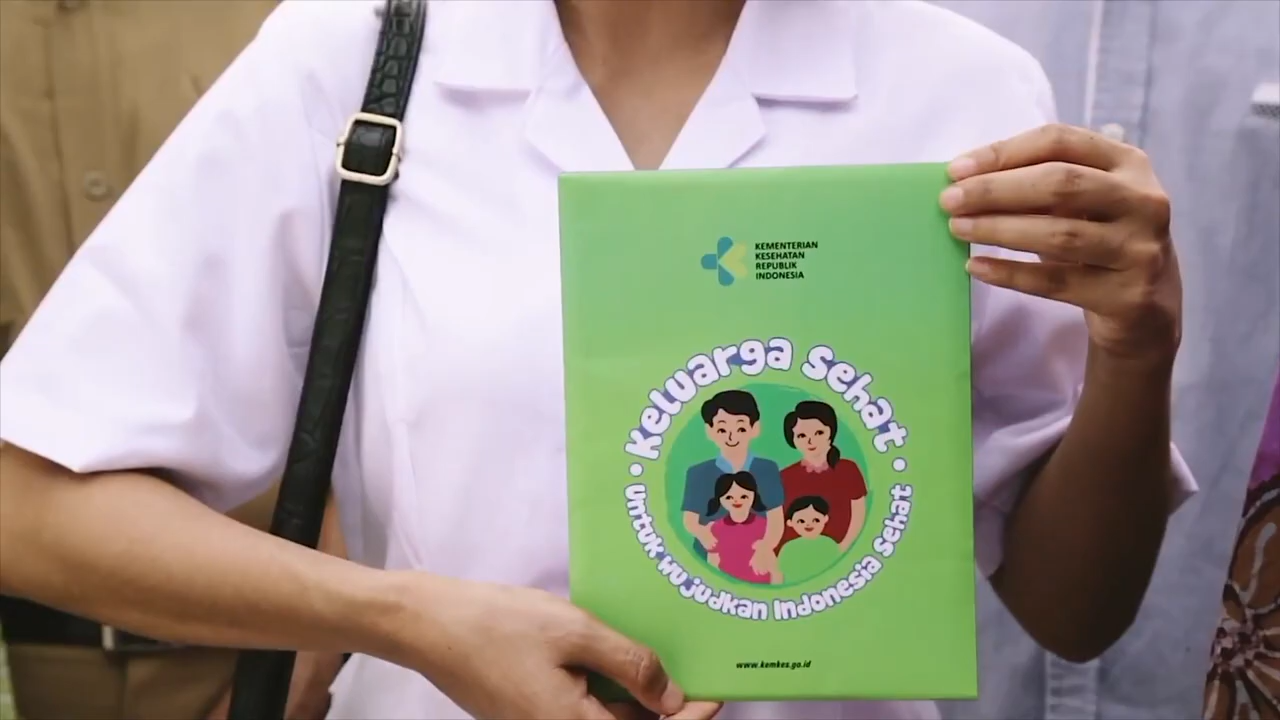 KEMENTERIAN
KESEHATAN
REPUBLIK
INDONESIA
Keluarga Sehat
untuk wujudkan Indonesia Sehat
www.kemkes.go.id